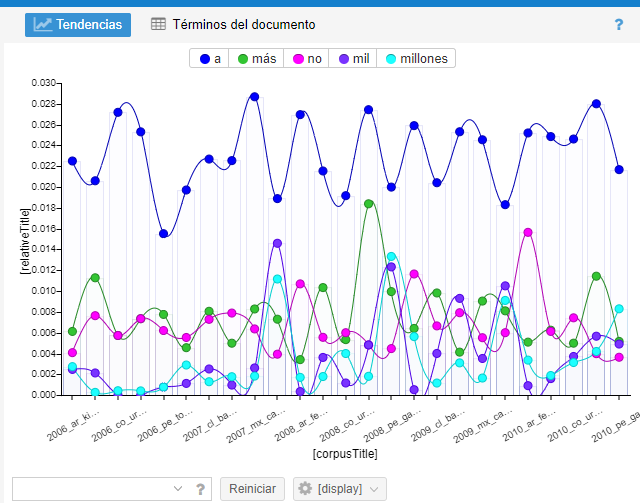 Tendencias
Términos del documento
?
a
más
no
mil
millones
0.030
0.028
0.026
0.024
0.022
0.020
0.018
0.016
0.014
0.012
0.010
0.008
0.006
0.004
0.002
0.000
[relativeTitle]
2006_ar_ki...
2006_co_ur...
2006_pe_to...
2007_cl_ba...
2007_mx_ca...
2008_ar_fe...
2008_co_ur...
2008_pe_ga...
2009_cl_ba...
2009_mx_ca...
2010_ar_fe...
2010_co_ur...
2010_pe_ga
[corpusTitle]
?
Reiniciar
[display]